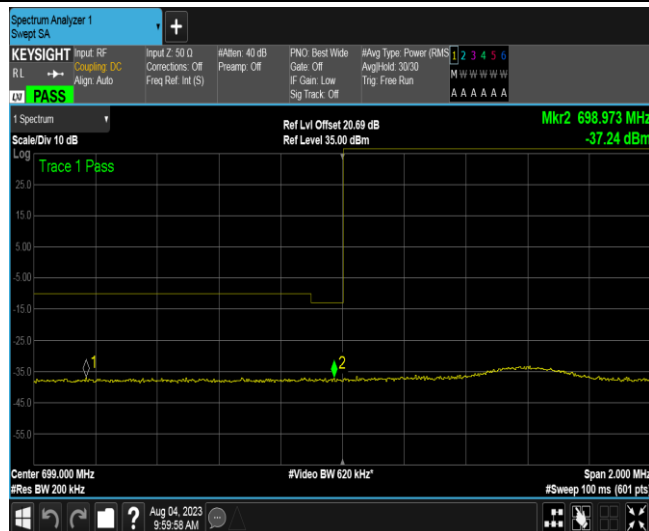 Spectrum Analyzer 1
Swept SA
+
KEYSIGHT
RL
LXI PASS
Input: RF
Coupling: DC
Align: Auto
Input Z: 50 Ω
Corrections: Off
Freq Ref: Int (S)
#Atten: 40 dB
Preamp: Off
PNO: Best Wide
Gate: Off
IF Gain: Low
Sig Track: Off
#Avg Type: Power (RMS
Avg|Hold: 30/30
Trig: Free Run
1 2 3 4 5 6
M W W W W W
A A A A A A
1 Spectrum
Scale/Div 10 dB
Ref Lvl Offset 20.69 dB
Ref Level 35.00 dBm
Mkr2 698.973 MHz
-37.24 dBm
Log
Trace 1 Pass
25.0
15.0
5.00
-5.00
-15.0
-25.0
-35.0
-45.0
-55.0
1
2
Center 699.000 MHz
#Res BW 200 kHz
#Video BW 620 kHz*
Span 2.000 MHz
#Sweep 100 ms (601 pts)
?
Aug 04, 2023
9:59:58 AM